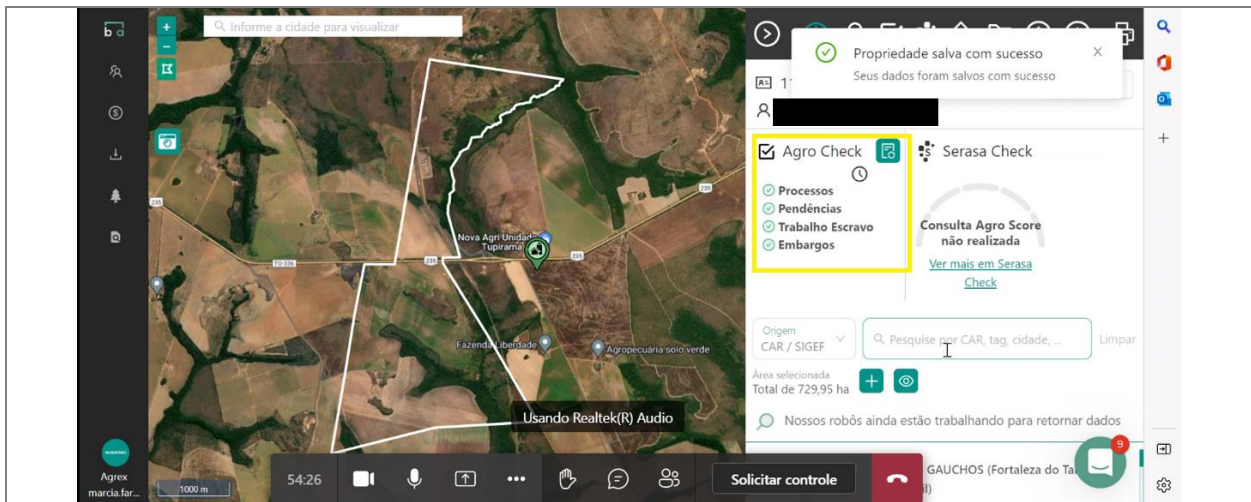 ba
Informe a cidade para visualizar
Propriedade salva com sucesso
Seus dados foram salvos com sucesso
Agro Check
Processos
Pendências
Trabalho Escravo
Embargos
Serasa Check
Consulta Agro Score
não realizada
Ver mais em Serasa
Check
Origem
CAR / SIGEF
Pesquise por CAR, tag, cidade, ...
Limpar
Área selecionada
Total de 729,95 ha
Nossos robôs ainda estão trabalhando para retornar dados
GAUCHOS (Fortaleza do Ta
9
235
235
Nova Agri Unidade
Tupirama
235
TO-336
235
235
Fazenda Liberdade
Agropecuária solo verde
Usando Realtek(R) Audio
1000 m
Agrex
marcia.far...
54:26
Solicitar controle